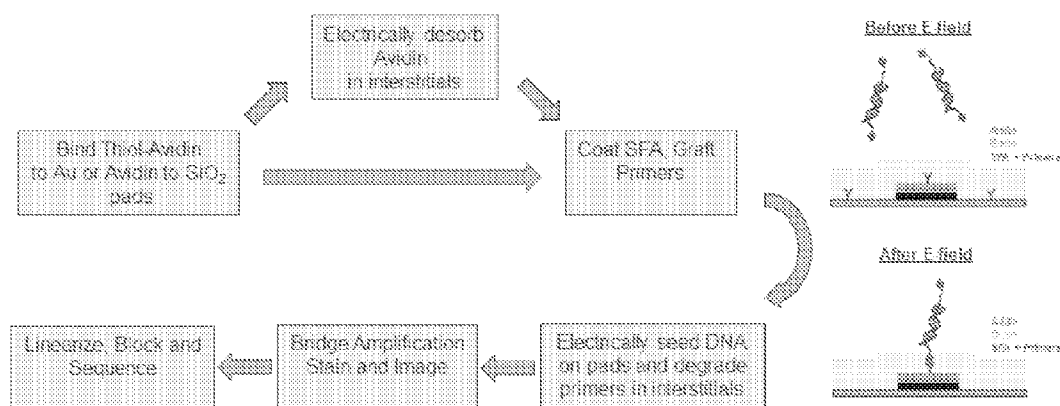 Electrically desorb
Avidin
in interstitials
Bind Thiol-Avidin
to Au or Avidin to SiO₂
pads
Coat SFA, Graft
Primers
Electrically seed DNA
on pads and degrade
primers in interstitials
Bridge Amplification
Stain and Image
Linearize, Block and
Sequence
Before E field
After E field